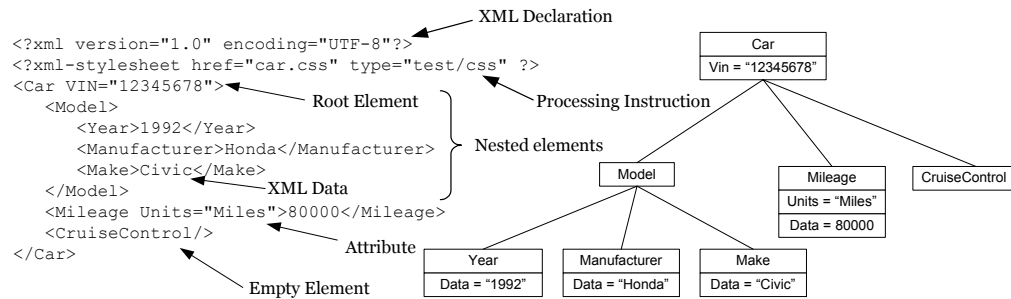 XML Declaration
<?xml version="1.0" encoding="UTF-8"?>
<?xml-stylesheet href="car.css" type="test/css" ?>
<Car VIN="12345678">
Root Element
Processing Instruction
<Model>
<Year>1992</Year>
<Manufacturer>Honda</Manufacturer>
Nested elements
<Make>Civic</Make>
XML Data
</Model>
<Mileage Units="Miles">80000</Mileage>
<CruiseControl/>
Attribute
</Car>
Empty Element
Car
Vin = “12345678”
Model
Mileage
Units = “Miles”
Data = 80000
CruiseControl
Year
Data = “1992”
Manufacturer
Data = “Honda”
Make
Data = “Civic”